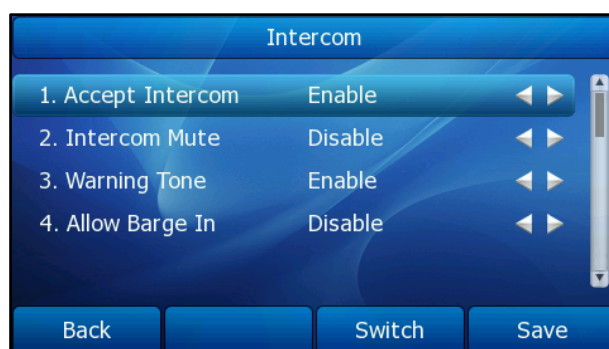 Intercom
1. Accept Intercom Enable
2. Intercom Mute Disable
3. Warning Tone Enable
4. Allow Barge In Disable
Back Switch Save